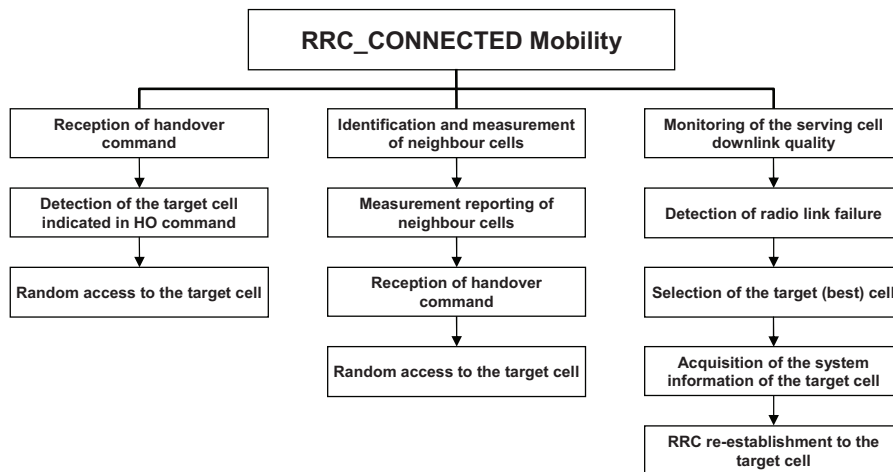 RRC_CONNECTED Mobility
Reception of handover
command
Detection of the target cell
indicated in HO command
Random access to the target cell
Identification and measurement
of neighbour cells
Measurement reporting of
neighbour cells
Reception of handover
command
Random access to the target cell
Monitoring of the serving cell
downlink quality
Detection of radio link failure
Selection of the target (best) cell
Acquisition of the system
information of the target cell
RRC re-establishment to the
target cell